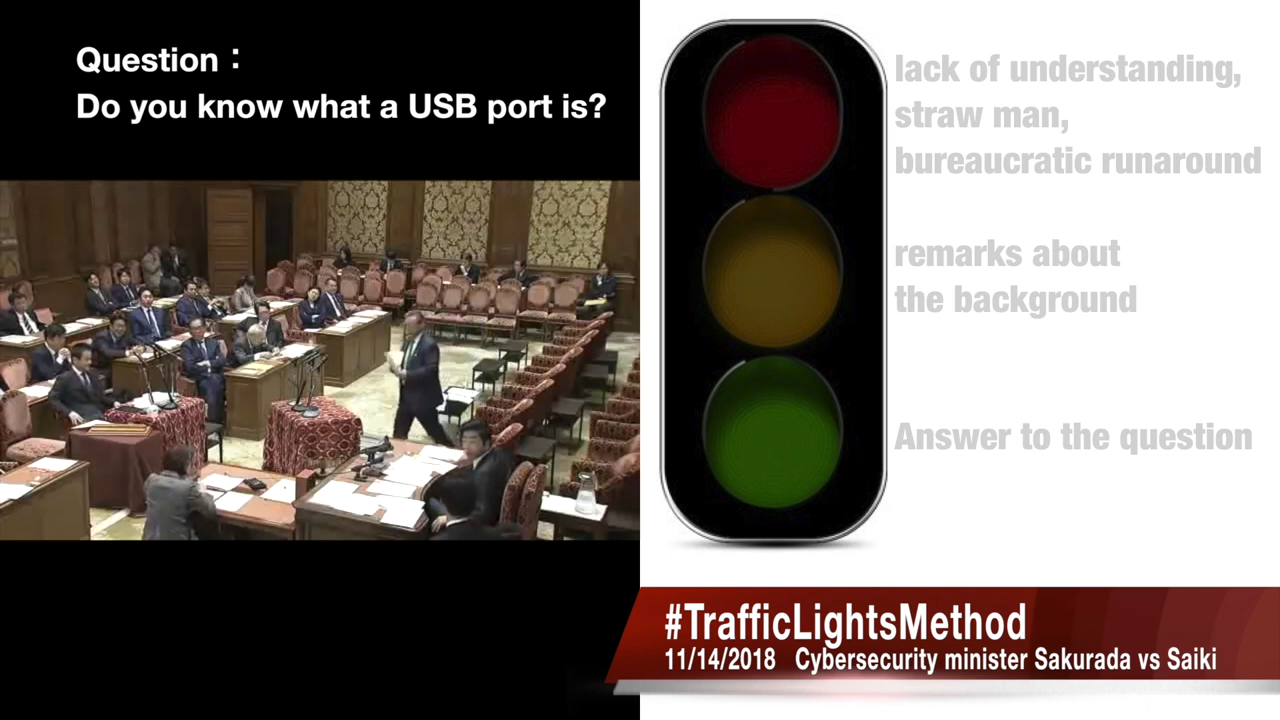 Question：
Do you know what a USB port is?
lack of understanding,
straw man,
bureaucratic runaround
remarks about
the background
Answer to the question
#TrafficLightsMethod
11/14/2018 Cybersecurity minister Sakurada vs Saiki